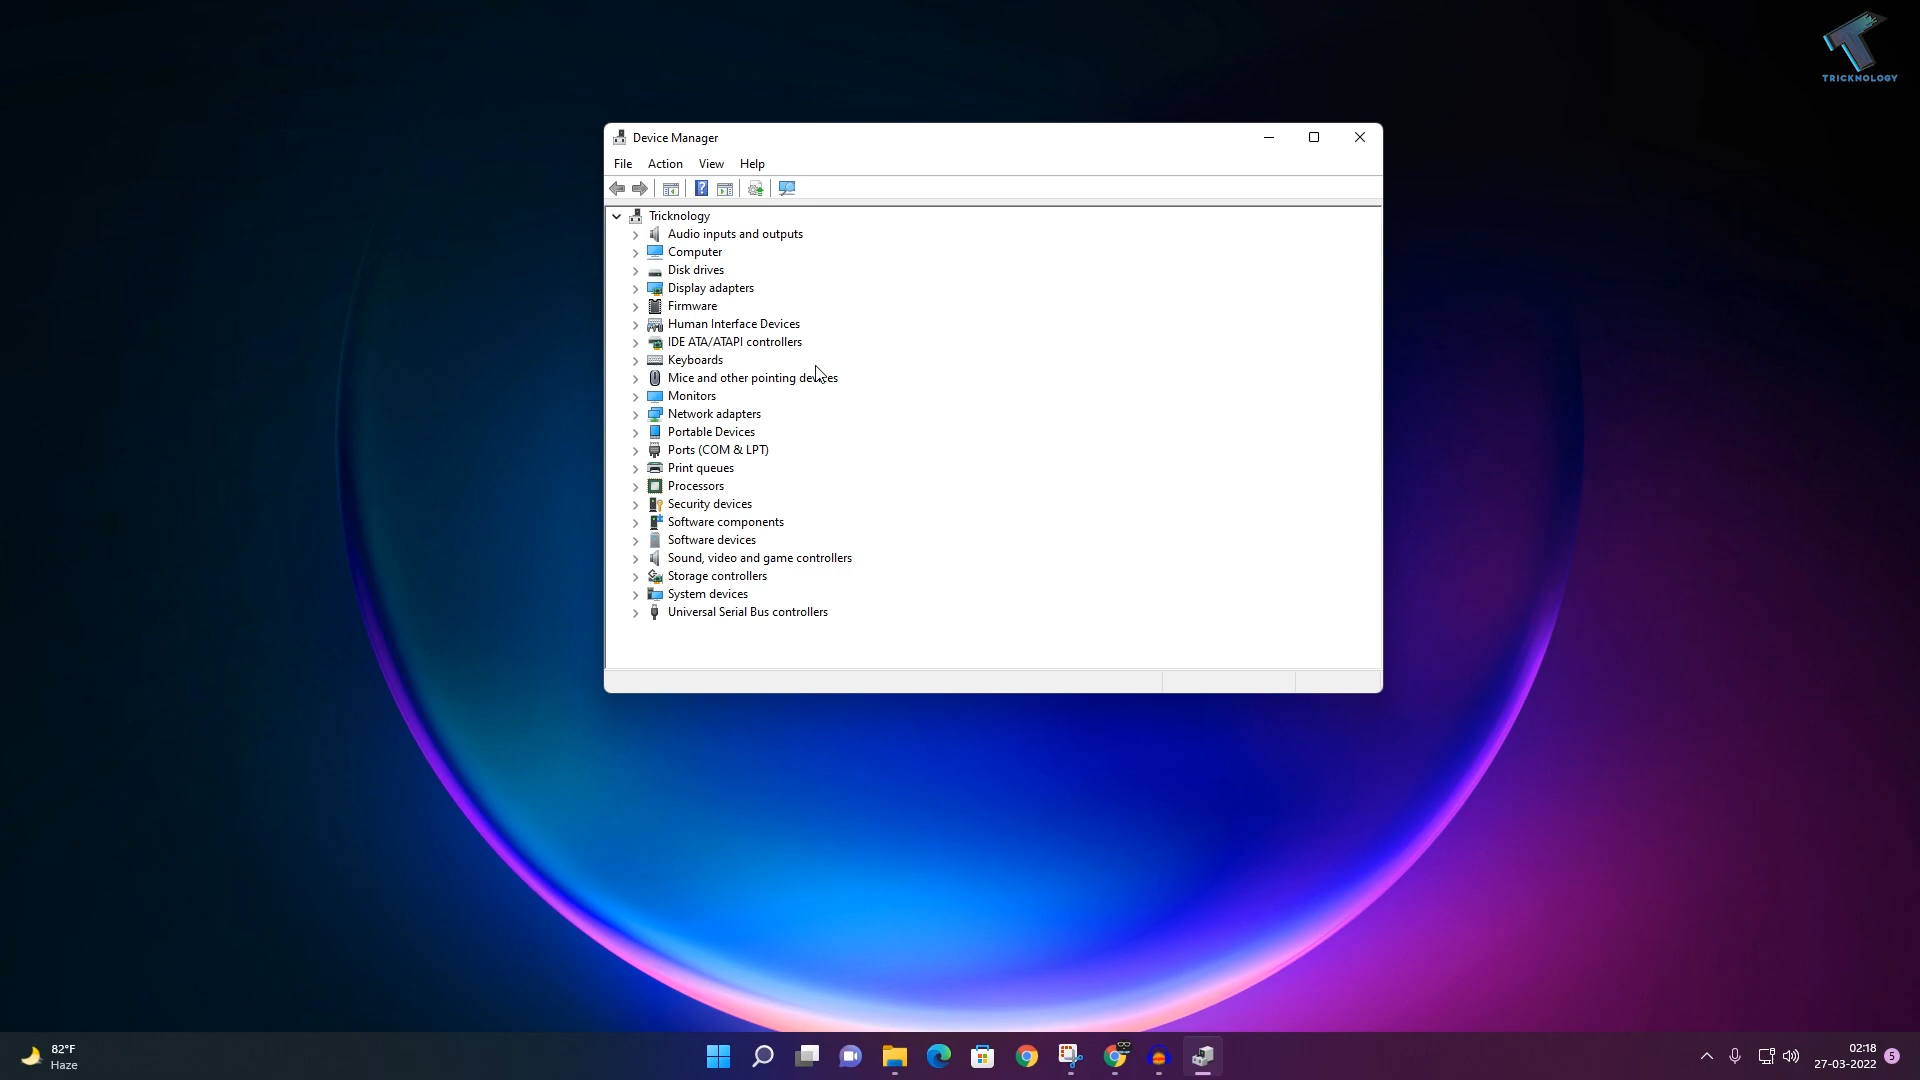 TRICKNOLOGY
Device Manager
File Action View Help
Tricknology
Audio inputs and outputs
Computer
Disk drives
Display adapters
Firmware
Human Interface Devices
IDE ATA/ATAPI controllers
Keyboards
Mice and other pointing devices
Monitors
Network adapters
Portable Devices
Ports (COM & LPT)
Print queues
Processors
Security devices
Software components
Software devices
Sound, video and game controllers
Storage controllers
System devices
Universal Serial Bus controllers
82°F
Haze
02:18
27-03-2022
5